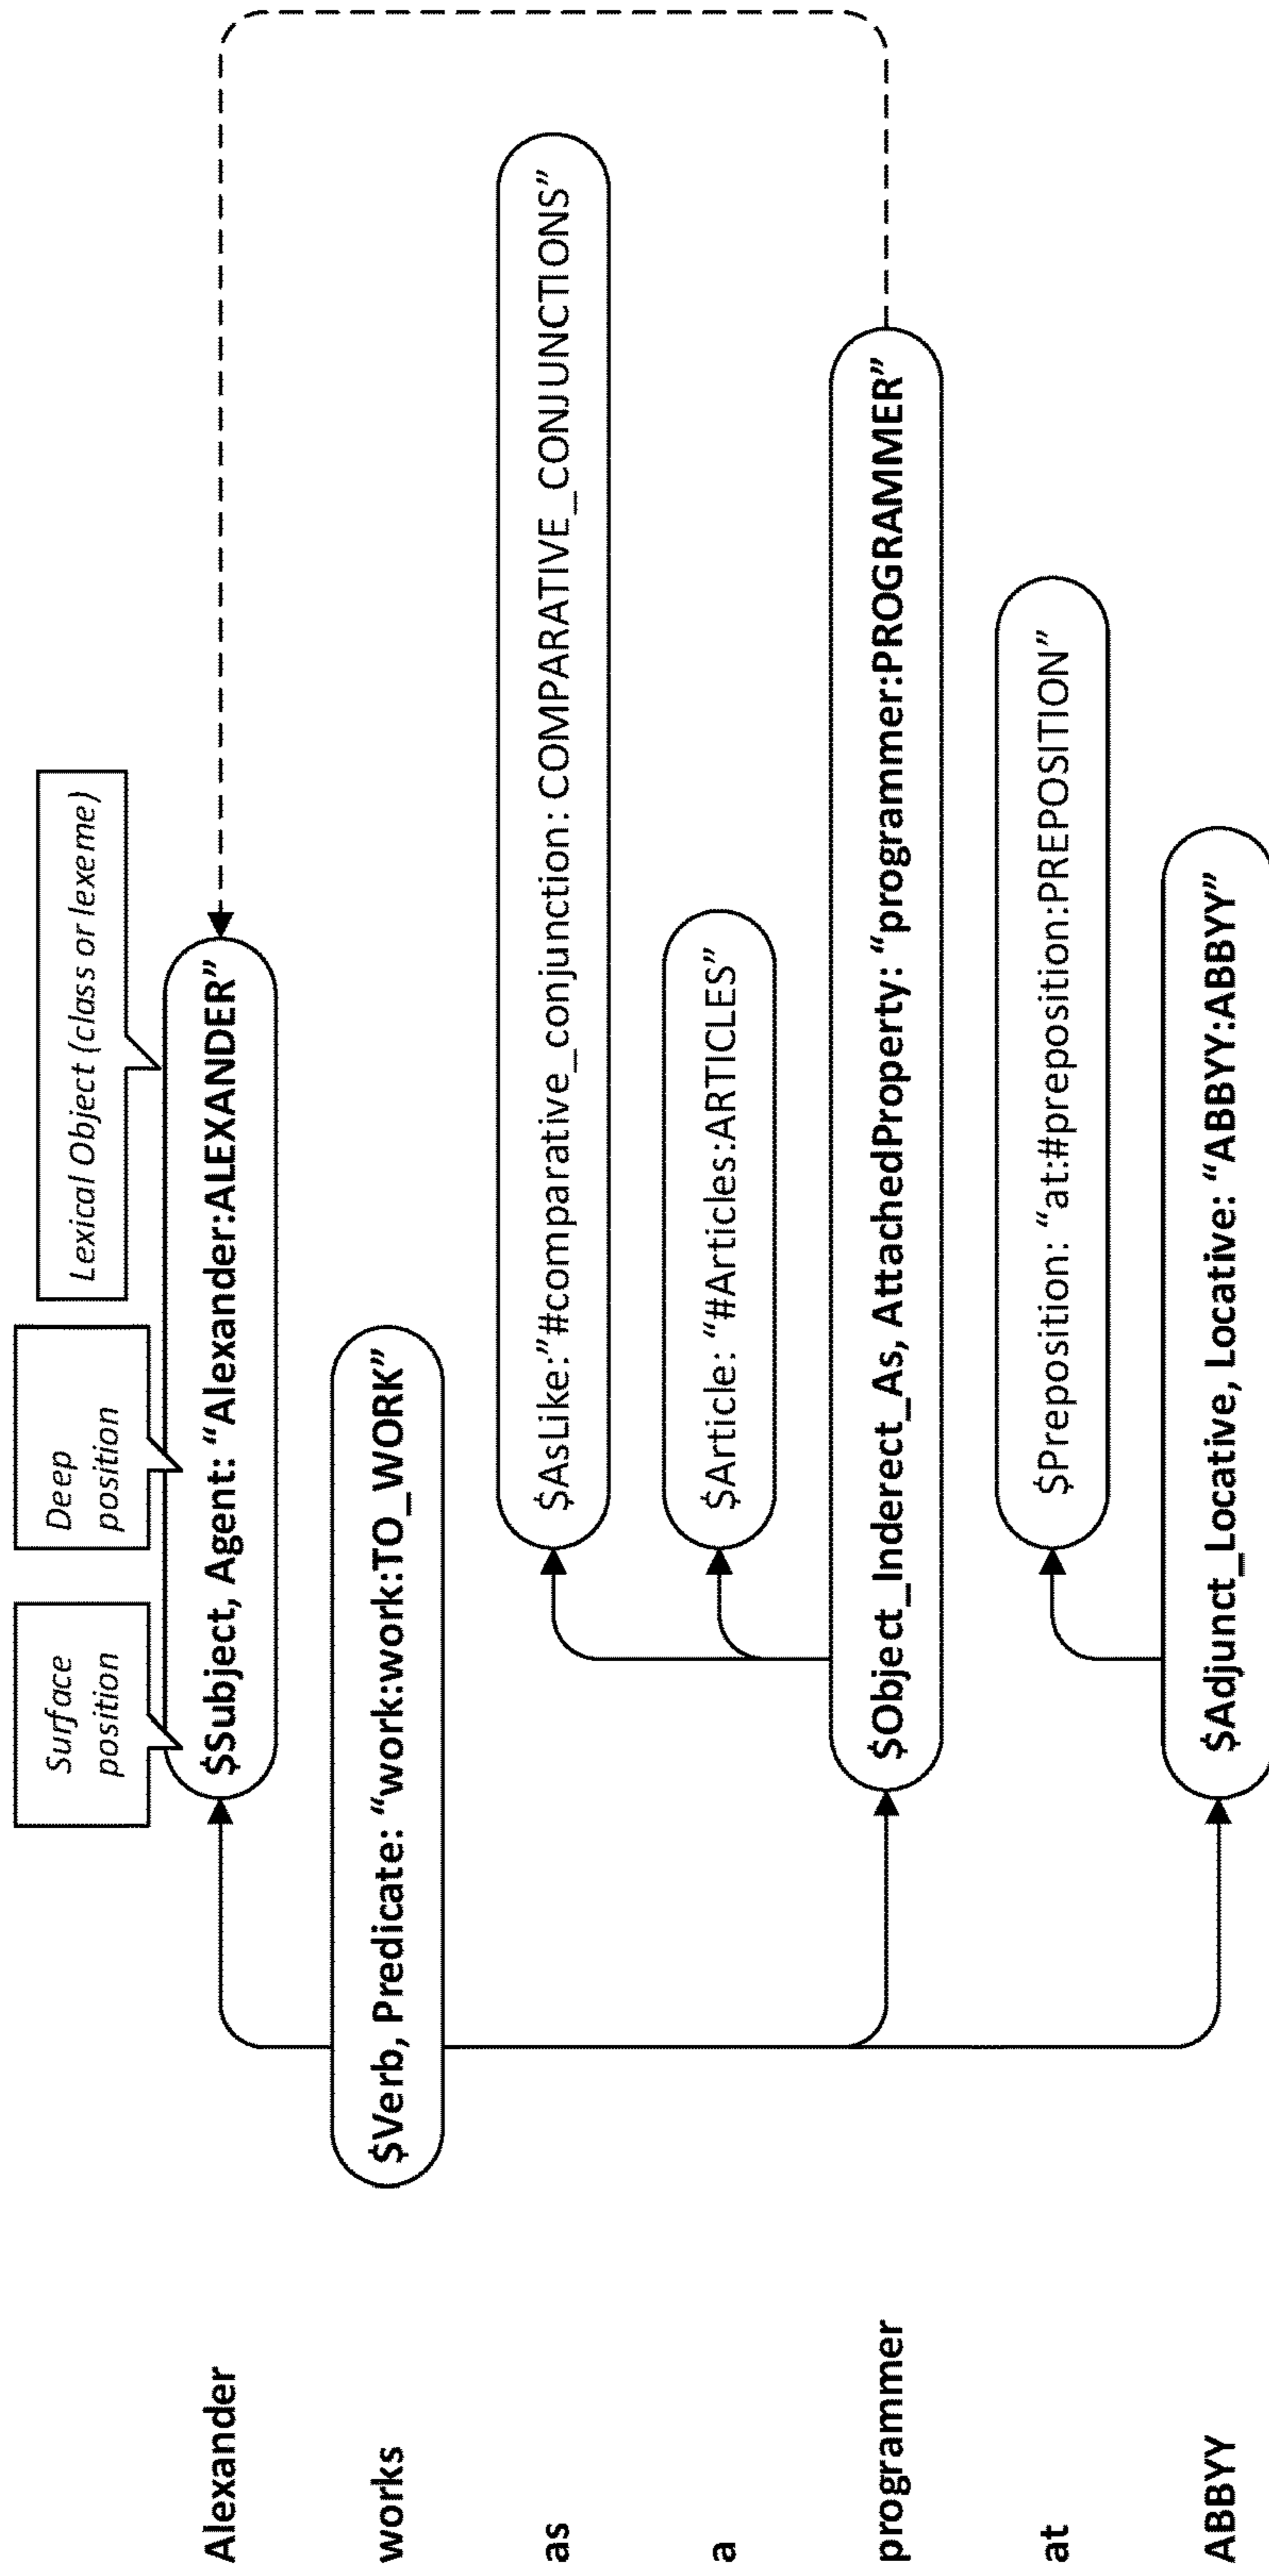 Surface
position
Deep
position
Lexical Object (class or lexeme)
Alexander
$Subject, Agent: “Alexander:ALEXANDER”
works
$Verb, Predicate: “work:work:TO_WORK”
as
$AsLike:”#comparative_conjunction: COMPARATIVE_CONJUNCTIONS”
a
$Article: “#Articles:ARTICLES”
programmer
$Object_Inderect_As, AttachedProperty: “programmer:PROGRAMMER”
at
$Preposition: “at:#preposition:PREPOSITION”
ABBYY
$Adjunct_Locative, Locative: “ABBYY:ABBYY”